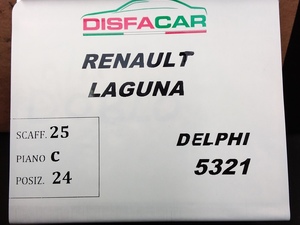 DISFACAR
RENAULT
LAGUNA
SCAFF. 25
PIANO C
POSIZ. 24
DELPHI
5321